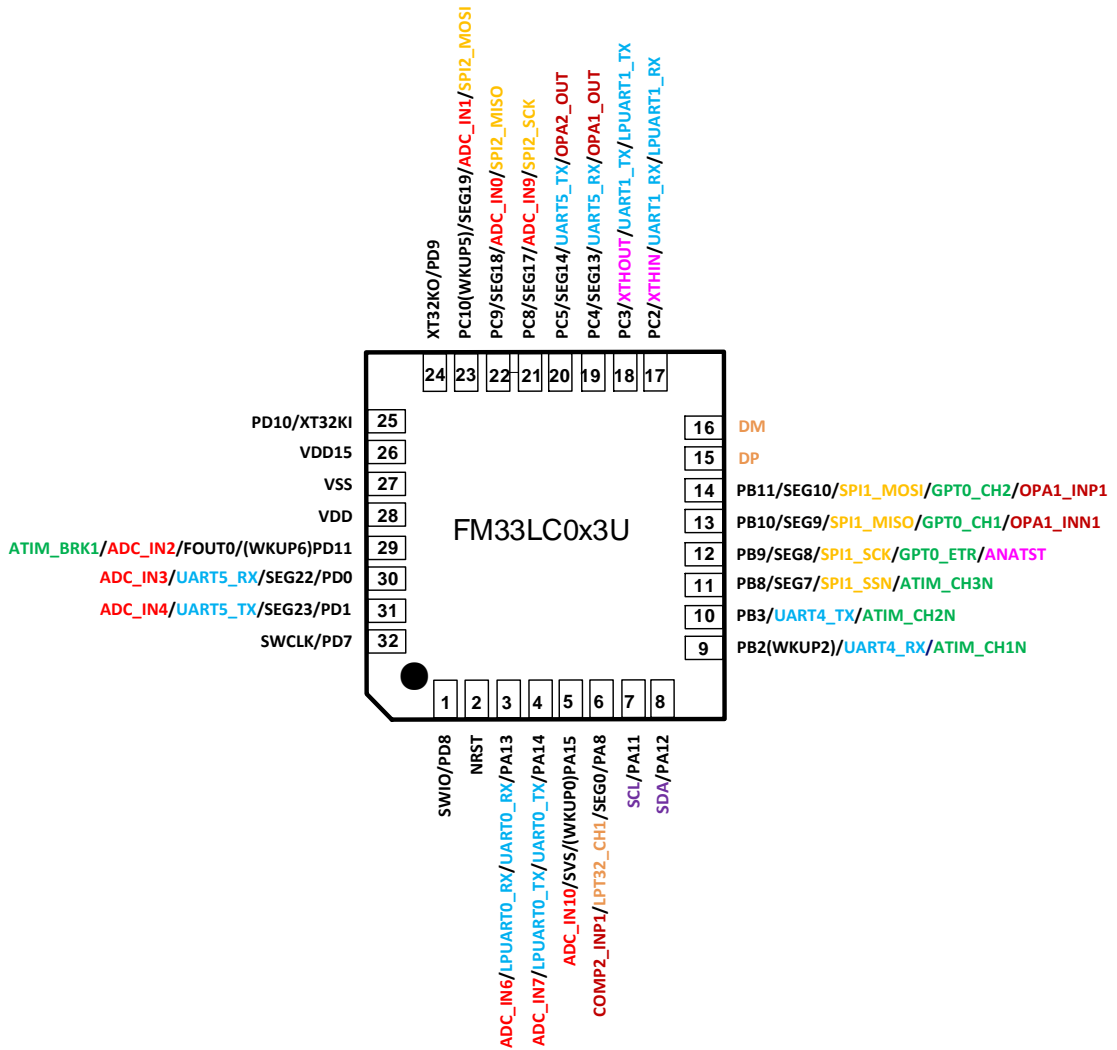 XT32KO/PD9
PC10(WKUP5)/SEG19/ADC_IN1/SPI2_MOSI
PC9/SEG18/ADC_IN0/SPI2_MISO
PC8/SEG17/ADC_IN9/SPI2_SCK
PC5/SEG14/UART5_TX/OPA2_OUT
PC4/SEG13/UART5_RX/OPA1_OUT
PC3/XTHOUT/UART1_TX/LPUART1_TX
PC2/XTHIN/UART1_RX/LPUART1_RX
24 23 22 21 20 19 18 17
PD10/XT32KI 25
VDD15 26
VSS 27
VDD 28
ATIM_BRK1/ADC_IN2/FOUT0/(WKUP6)PD11 29
ADC_IN3/UART5_RX/SEG22/PD0 30
ADC_IN4/UART5_TX/SEG23/PD1 31
SWCLK/PD7 32
FM33LC0x3U
16 DM
15 DP
14 PB11/SEG10/SPI1_MOSI/GPT0_CH2/OPA1_INP1
13 PB10/SEG9/SPI1_MISO/GPT0_CH1/OPA1_INN1
12 PB9/SEG8/SPI1_SCK/GPT0_ETR/ANATST
11 PB8/SEG7/SPI1_SSN/ATIM_CH3N
10 PB3/UART4_TX/ATIM_CH2N
9 PB2(WKUP2)/UART4_RX/ATIM_CH1N
1 2 3 4 5 6 7 8
SWIO/PD8
NRST
ADC_IN6/LPUART0_RX/UART0_RX/PA13
ADC_IN7/LPUART0_TX/UART0_TX/PA14
ADC_IN10/SVS/(WKUP0)PA15
COMP2_INP1/LPT32_CH1/SEG0/PA8
SCL/PA11
SDA/PA12